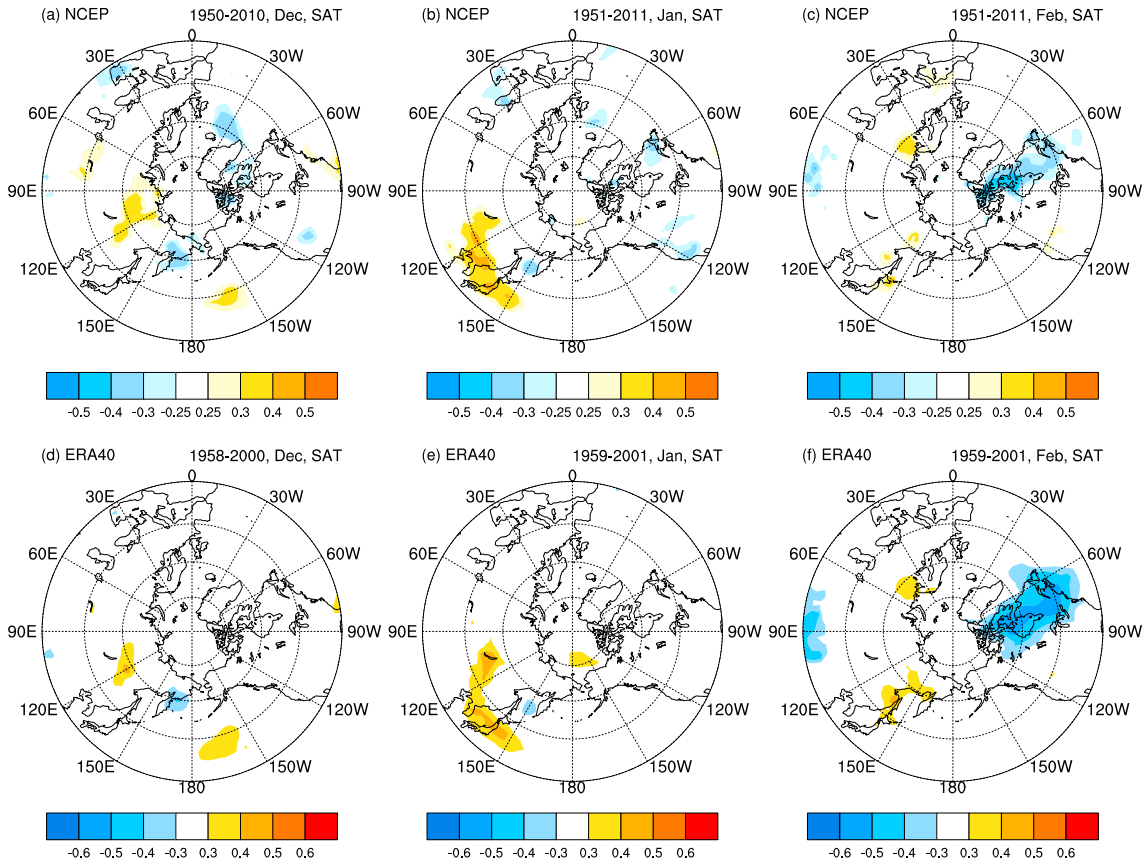 (a) NCEP 1950-2010, Dec, SAT
0
30E 30W
60E 60W
90E 90W
120E 120W
150E 150W
180
-0.5 -0.4 -0.3 -0.25 0.25 0.3 0.4 0.5
(b) NCEP 1951-2011, Jan, SAT
0
30E 30W
60E 60W
90E 90W
120E 120W
150E 150W
180
-0.5 -0.4 -0.3 -0.25 0.25 0.3 0.4 0.5
(c) NCEP 1951-2011, Feb, SAT
0
30E 30W
60E 60W
90E 90W
120E 120W
150E 150W
180
-0.5 -0.4 -0.3 -0.25 0.25 0.3 0.4 0.5
(d) ERA40 1958-2000, Dec, SAT
0
30E 30W
60E 60W
90E 90W
120E 120W
150E 150W
180
-0.6 -0.5 -0.4 -0.3 0.3 0.4 0.5 0.6
(e) ERA40 1959-2001, Jan, SAT
0
30E 30W
60E 60W
90E 90W
120E 120W
150E 150W
180
-0.6 -0.5 -0.4 -0.3 0.3 0.4 0.5 0.6
(f) ERA40 1959-2001, Feb, SAT
0
30E 30W
60E 60W
90E 90W
120E 120W
150E 150W
180
-0.6 -0.5 -0.4 -0.3 0.3 0.4 0.5 0.6